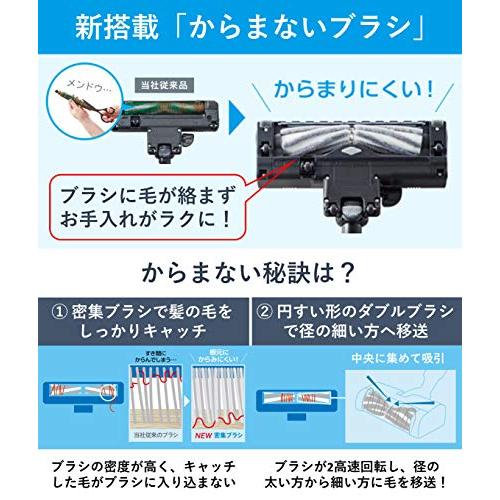 新搭載「からまないブラシ」
メンドウ…
当社従来品
からまりにくい！
ブラシに毛が絡まず
お手入れがラクに！
からまない秘訣は？
① 密集ブラシで髪の毛を
しっかりキャッチ
すき間に
からんでしまう…
根元に
からみにくい！
当社従来のブラシ
NEW 密集ブラシ
ブラシの密度が高く、キャッチ
した毛がブラシに入り込まない
② 円すい形のダブルブラシ
で径の細い方へ移送
中央に集めて吸引
ブラシが2高速回転し、径の
太い方から細い方に毛を移送！